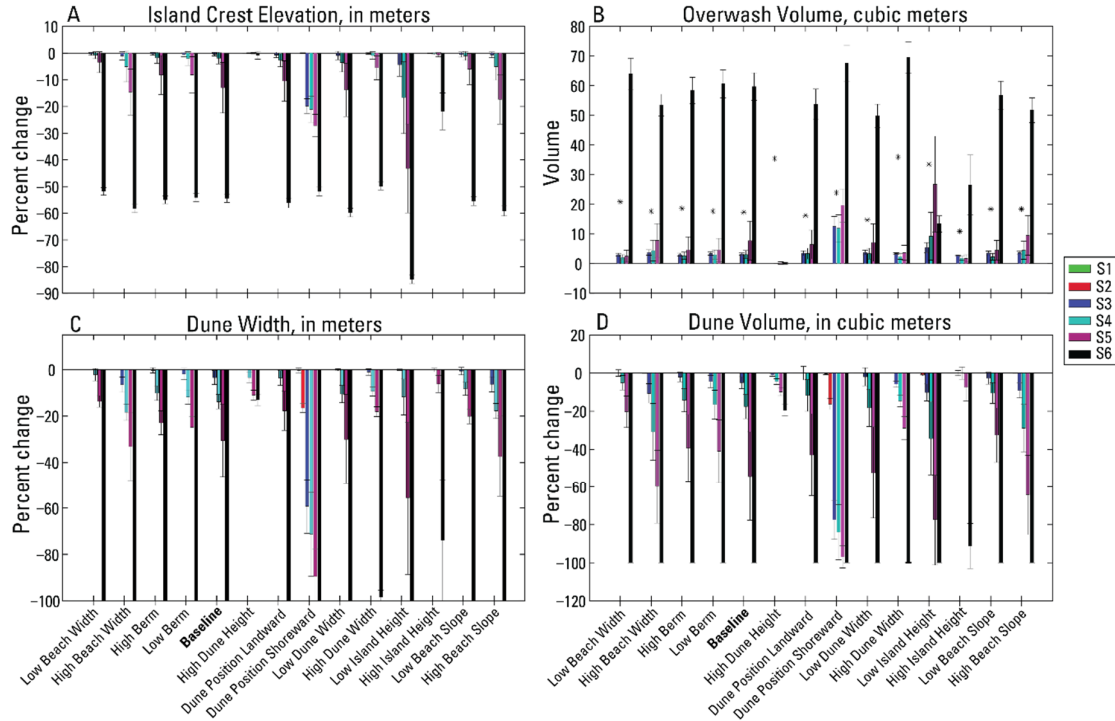 A
Island Crest Elevation, in meters
Percent change
10
0
−10
−20
−30
−40
−50
−60
−70
−80
−90
B
Overwash Volume, cubic meters
Volume
80
70
60
50
40
30
20
10
0
−10
C
Dune Width, in meters
Percent change
0
−20
−40
−60
−80
−100
Low Beach Width
High Beach Width
High Berm
Low Berm
Baseline
High Dune Height
Dune Position Landward
Dune Position Shoreward
Low Dune Width
High Dune Width
Low Island Height
High Island Height
Low Beach Slope
High Beach Slope
D
Dune Volume, in cubic meters
Percent change
20
0
−20
−40
−60
−80
−100
−120
Low Beach Width
High Beach Width
High Berm
Low Berm
Baseline
High Dune Height
Dune Position Landward
Dune Position Shoreward
Low Dune Width
High Dune Width
Low Island Height
High Island Height
Low Beach Slope
High Beach Slope
S1
S2
S3
S4
S5
S6